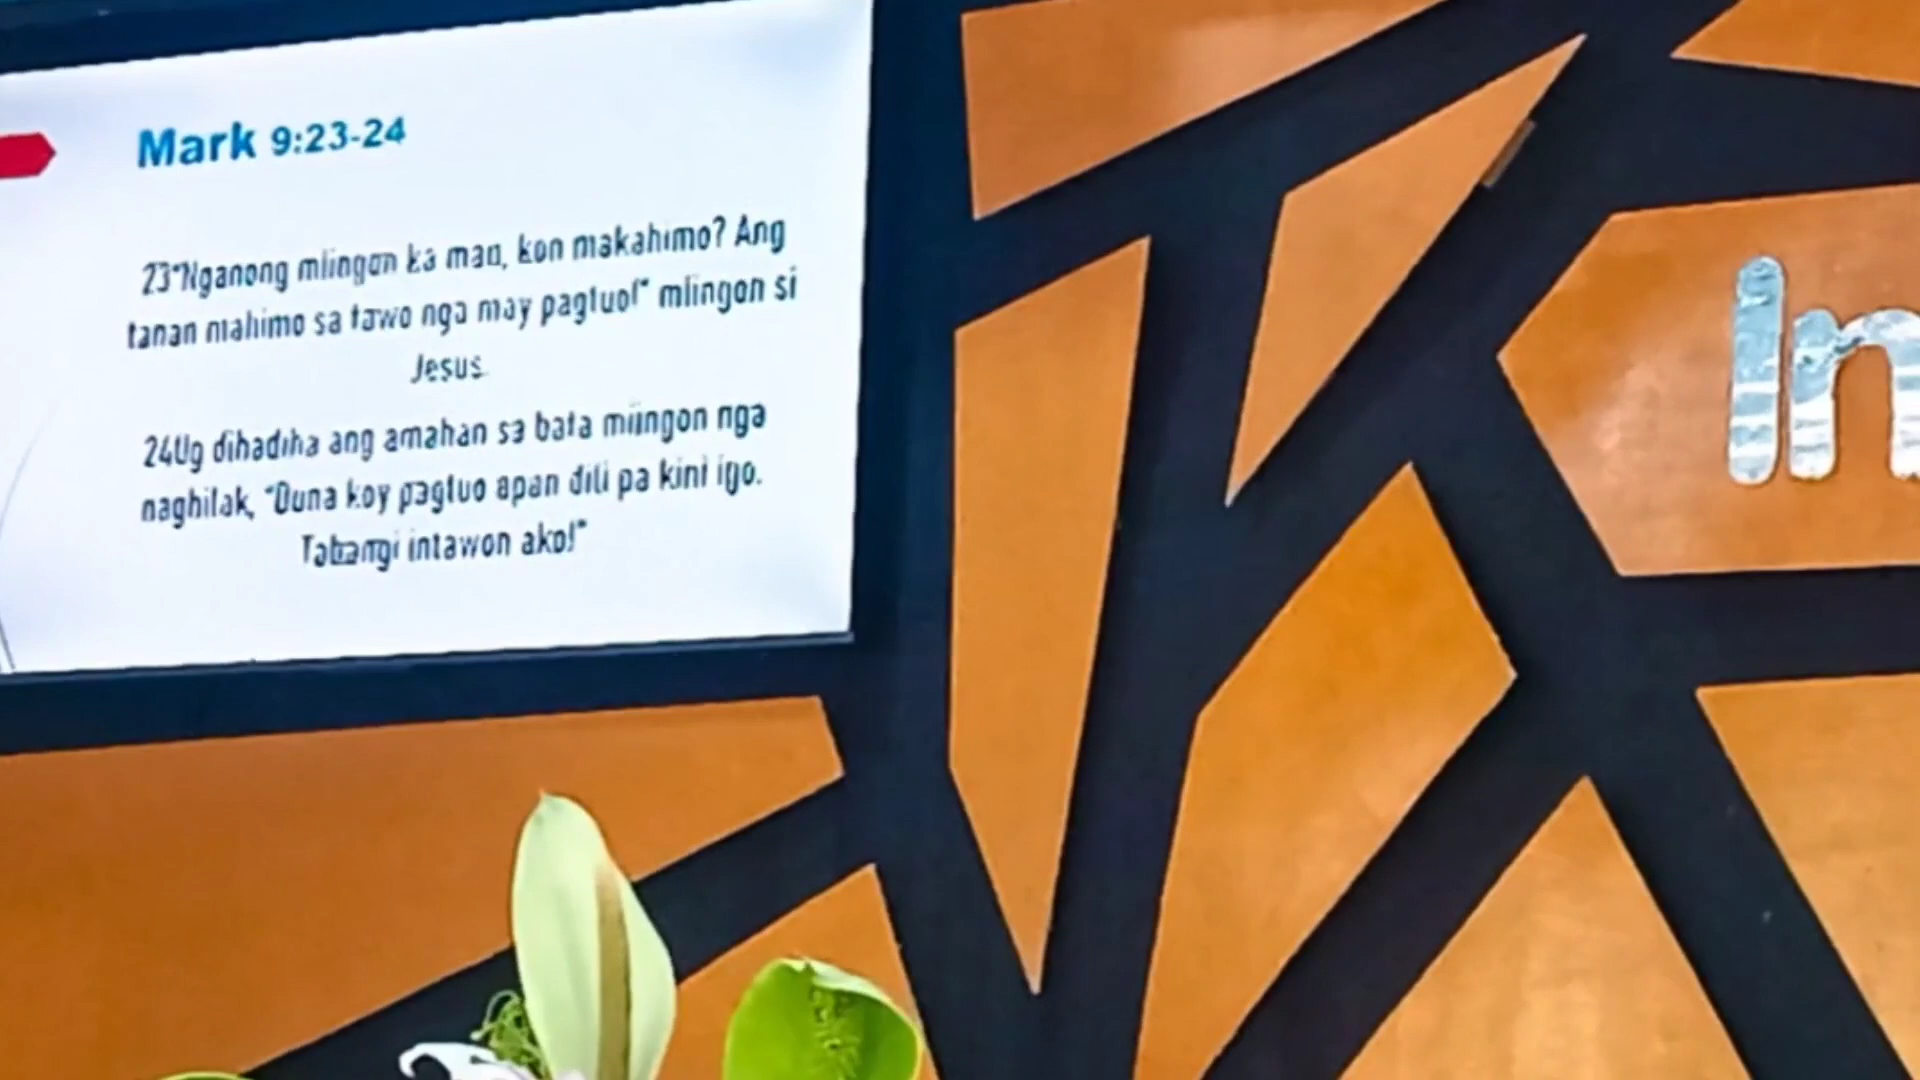 Mark 9:23-24
23"Nganong miingon ka man, kon makahimo? Ang
tanan mahimo sa tawo nga may pagtuo!" miingon si
Jesus.
24Ug dihadiha ang amahan sa bata miingon nga
naghilak, "Duna koy pagtuo apan dili pa kini igo.
Tabangi intawon ako!"
In